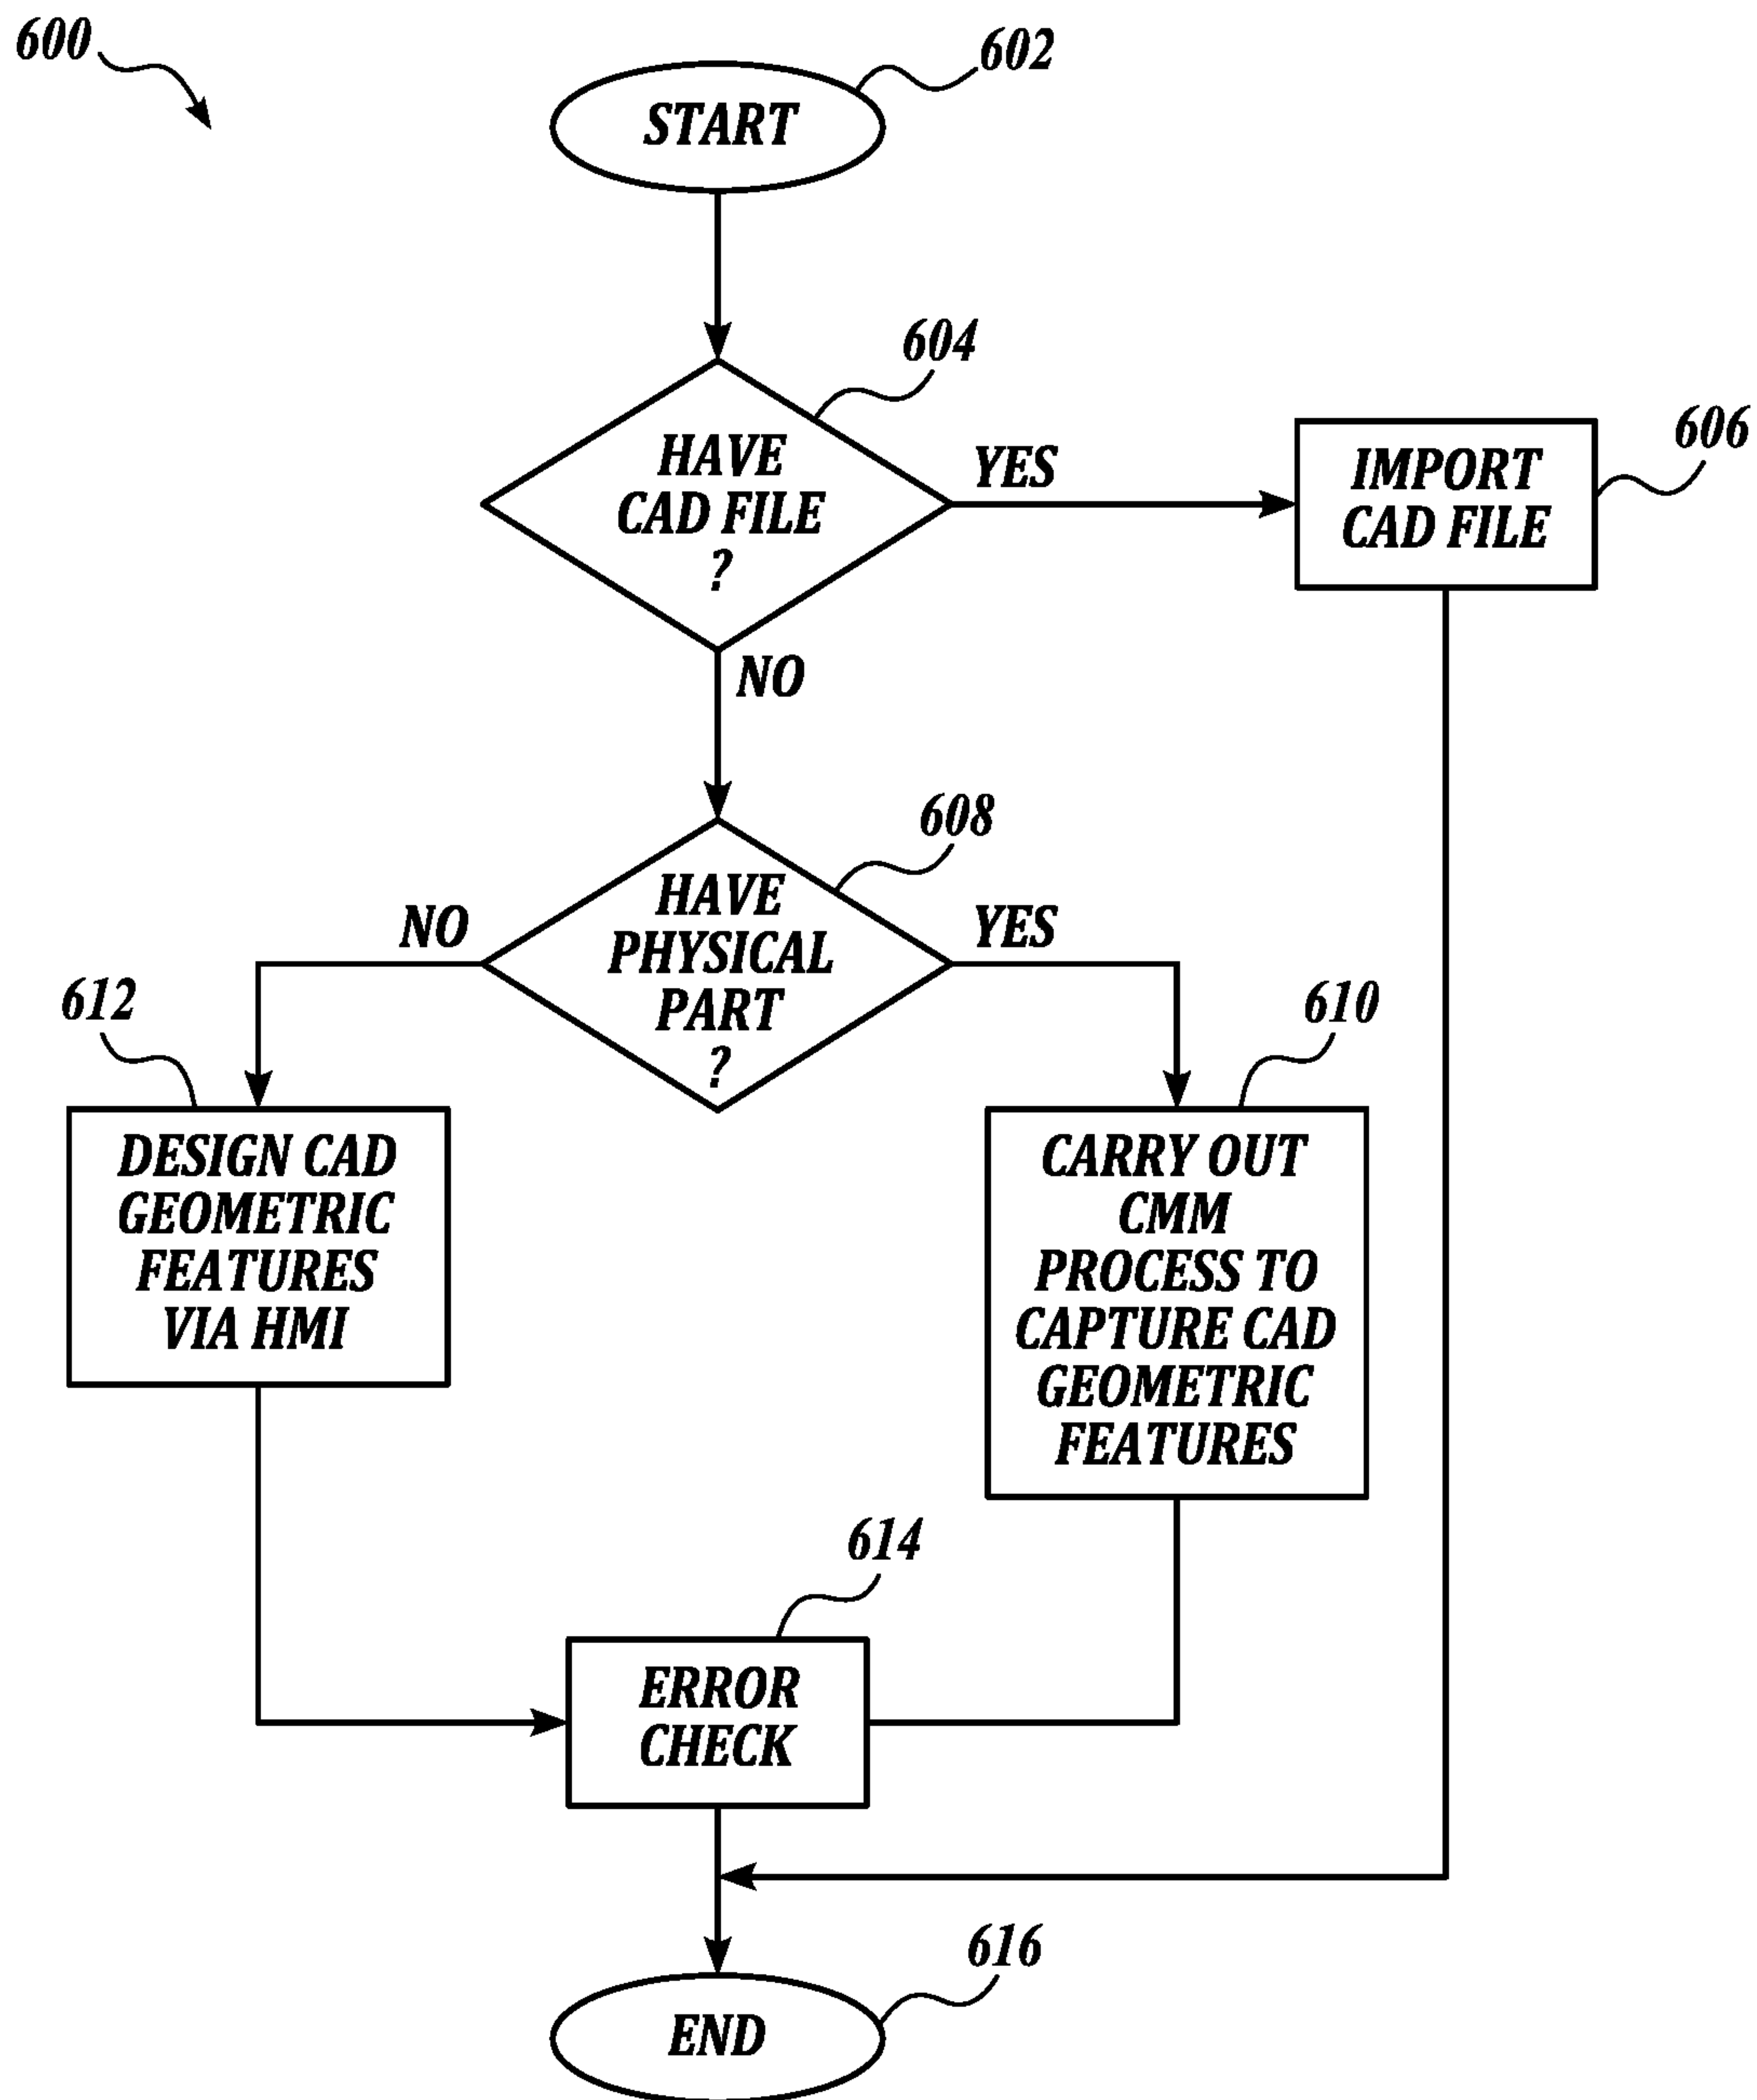 600
602
START
604
HAVE
CAD FILE
?
YES
606
IMPORT
CAD FILE
NO
608
HAVE
PHYSICAL
PART
?
NO
YES
612
610
DESIGN CAD
GEOMETRIC
FEATURES
VIA HMI
CARRY OUT
CMM
PROCESS TO
CAPTURE CAD
GEOMETRIC
FEATURES
614
ERROR
CHECK
616
END